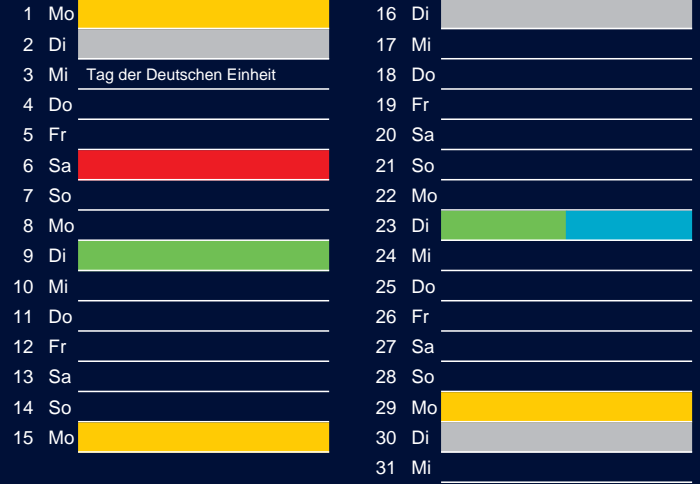 1 Mo
2 Di
3 Mi Tag der Deutschen Einheit
4 Do
5 Fr
6 Sa
7 So
8 Mo
9 Di
10 Mi
11 Do
12 Fr
13 Sa
14 So
15 Mo
16 Di
17 Mi
18 Do
19 Fr
20 Sa
21 So
22 Mo
23 Di
24 Mi
25 Do
26 Fr
27 Sa
28 So
29 Mo
30 Di
31 Mi